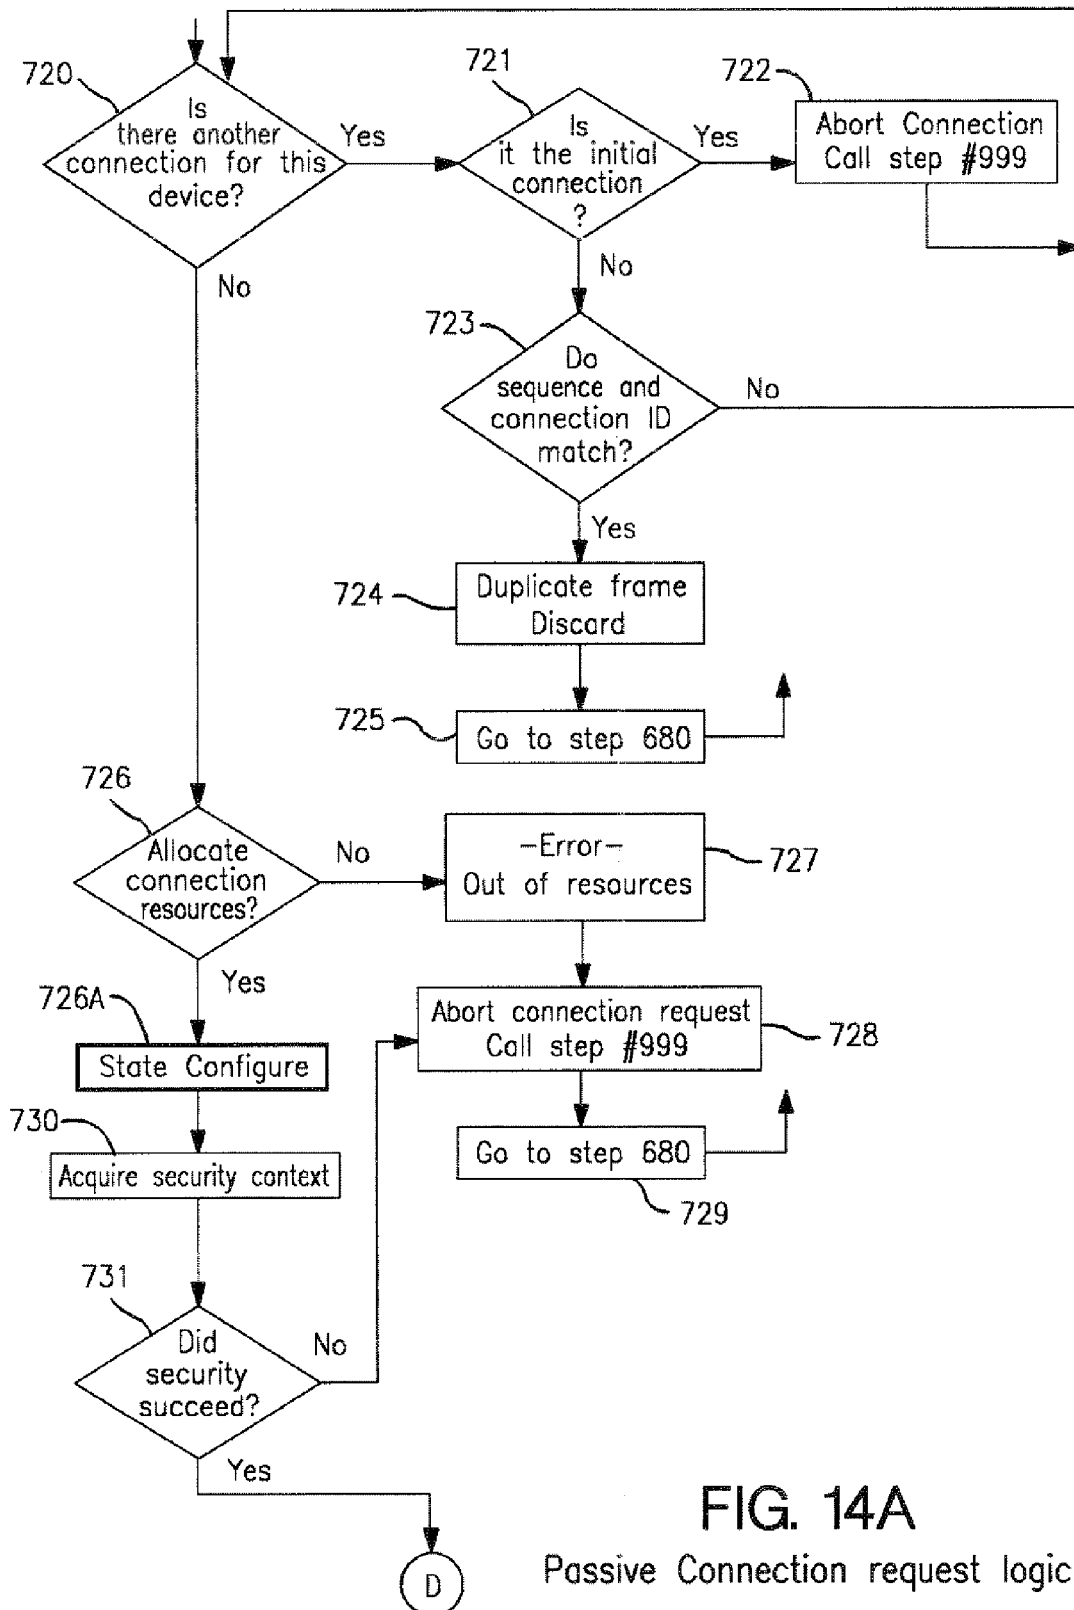 720
Is
there another
connection for this
device?
Yes
No
721
Is
it the initial
connection
?
Yes
No
722
Abort Connection
Call step #999
723
Do
sequence and
connection ID
match?
No
Yes
724
Duplicate frame
Discard
725
Go to step 680
726
Allocate
connection
resources?
No
Yes
-Error-
Out of resources
727
726A
State Configure
Abort connection request
Call step #999
728
730
Acquire security context
Go to step 680
729
731
Did
security
succeed?
No
Yes
D
FIG. 14A
Passive Connection request logic